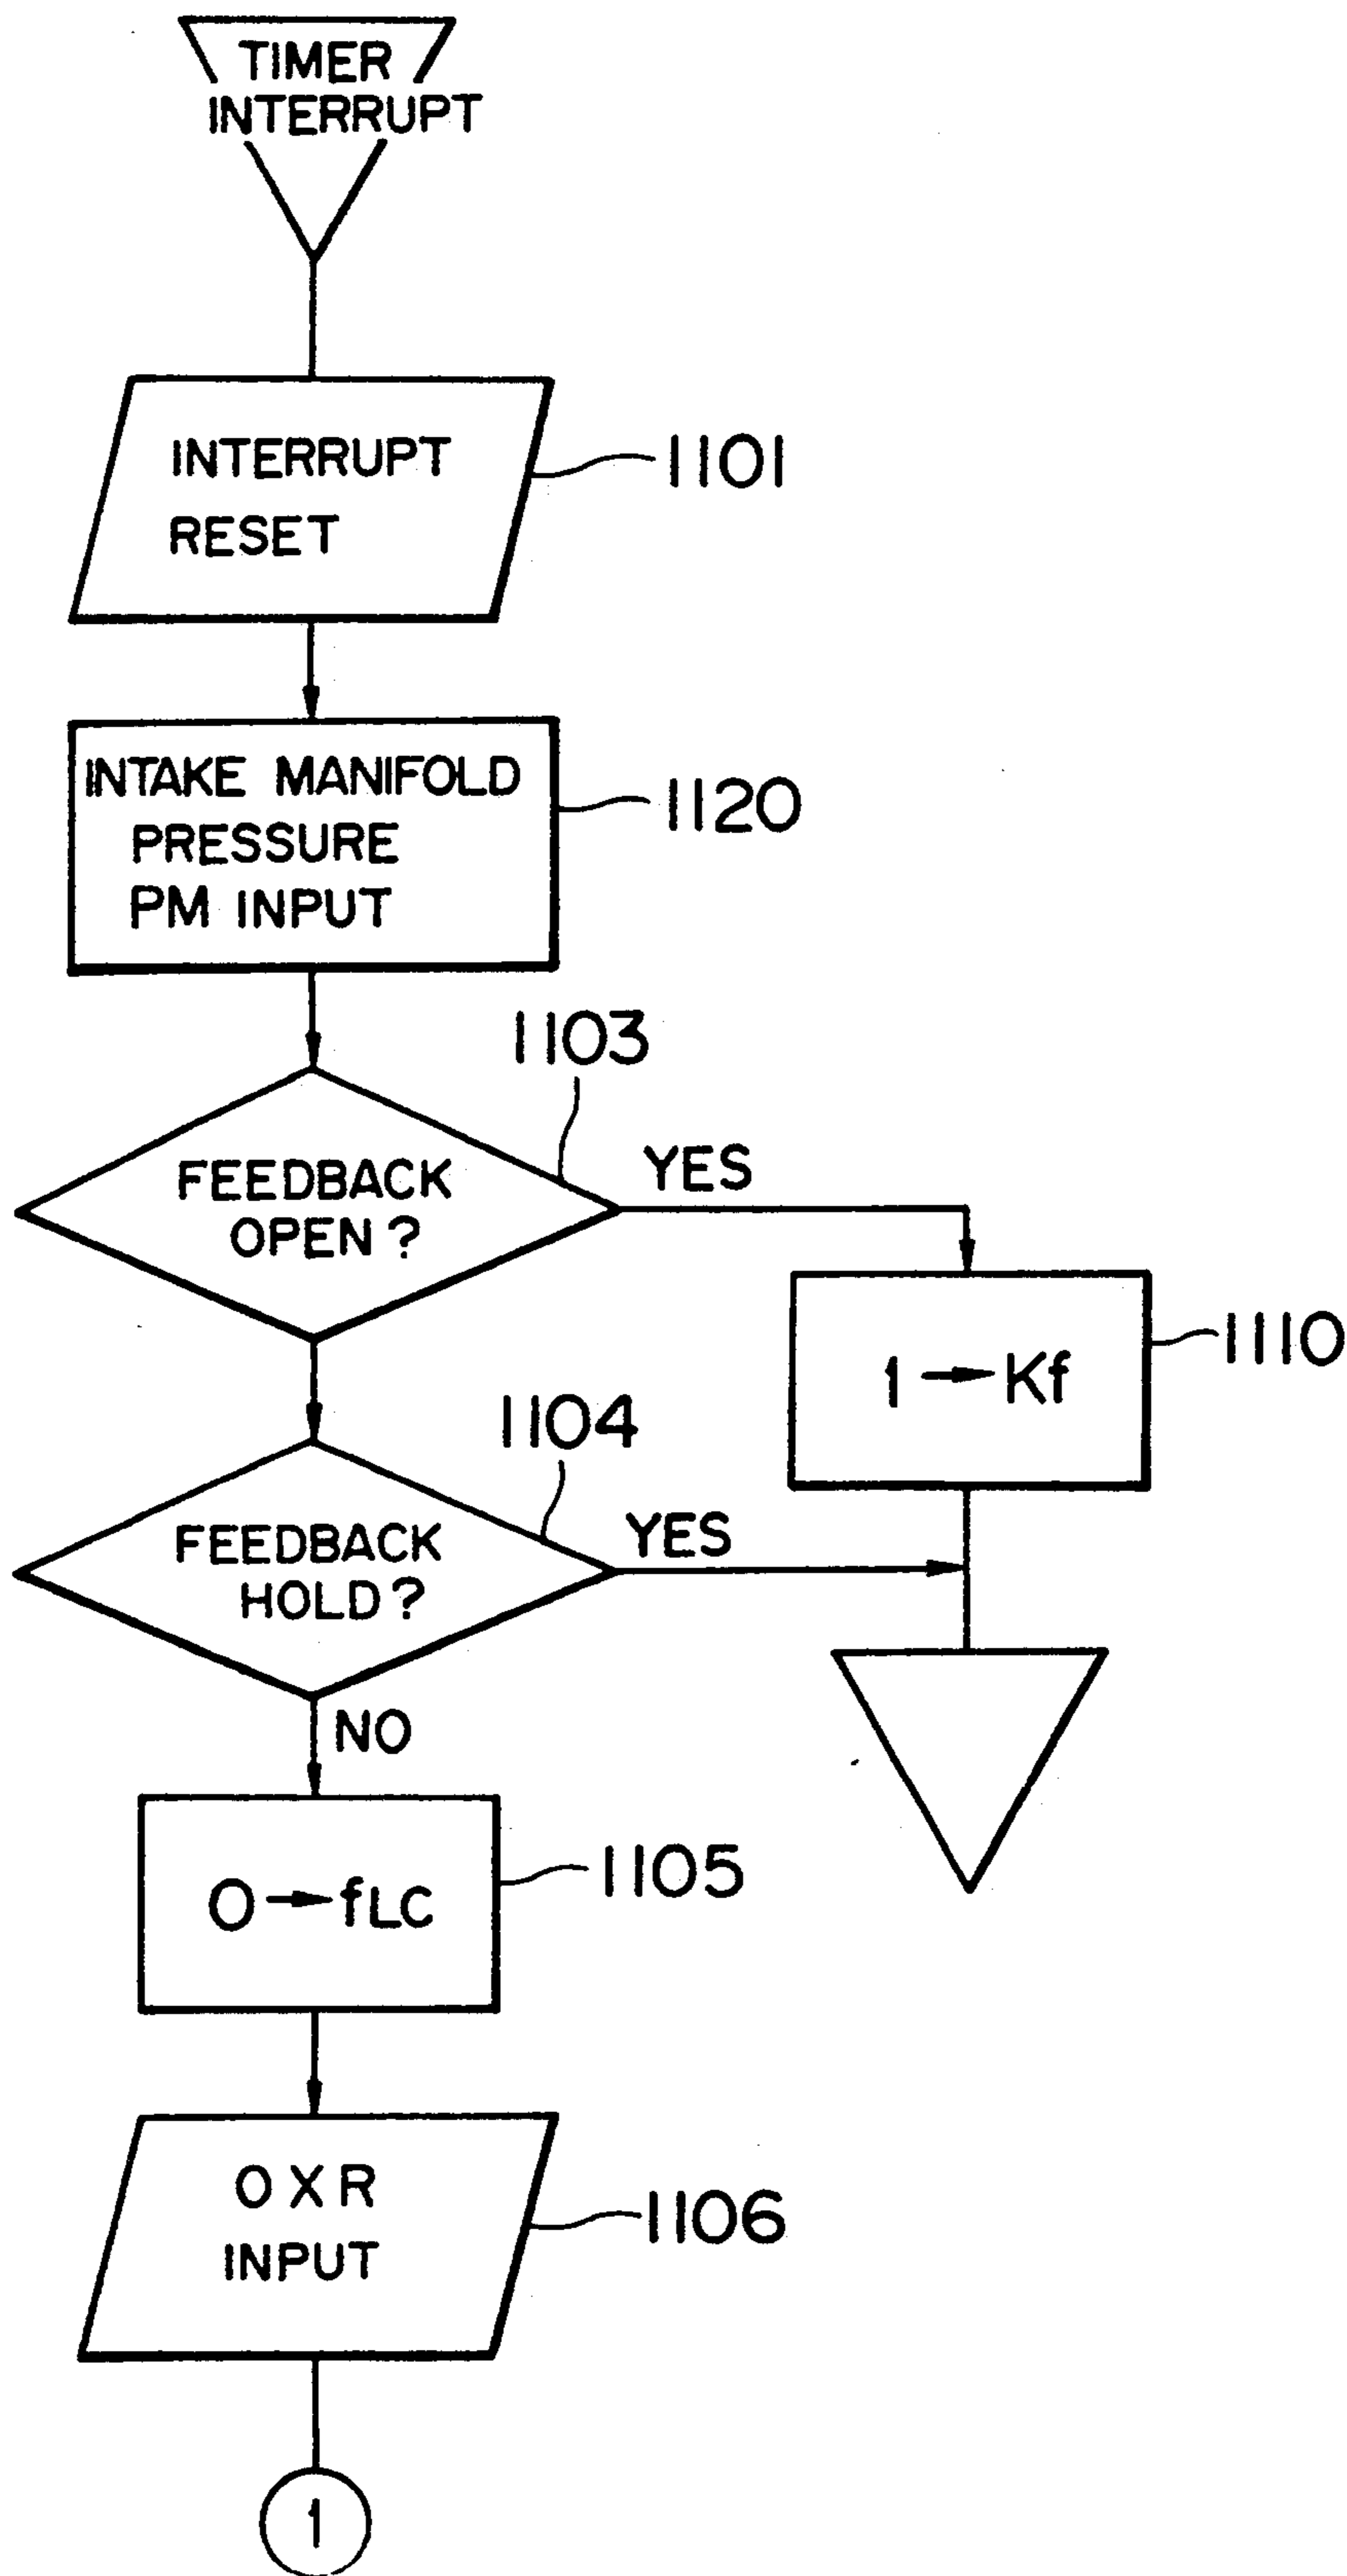 TIMER
INTERRUPT
INTERRUPT
RESET
1101
INTAKE MANIFOLD
PRESSURE
PM INPUT
1120
1103
FEEDBACK
OPEN?
YES
1 → Kf
1110
1104
FEEDBACK
HOLD?
YES
NO
0 → fLC
1105
OXR
INPUT
1106
1